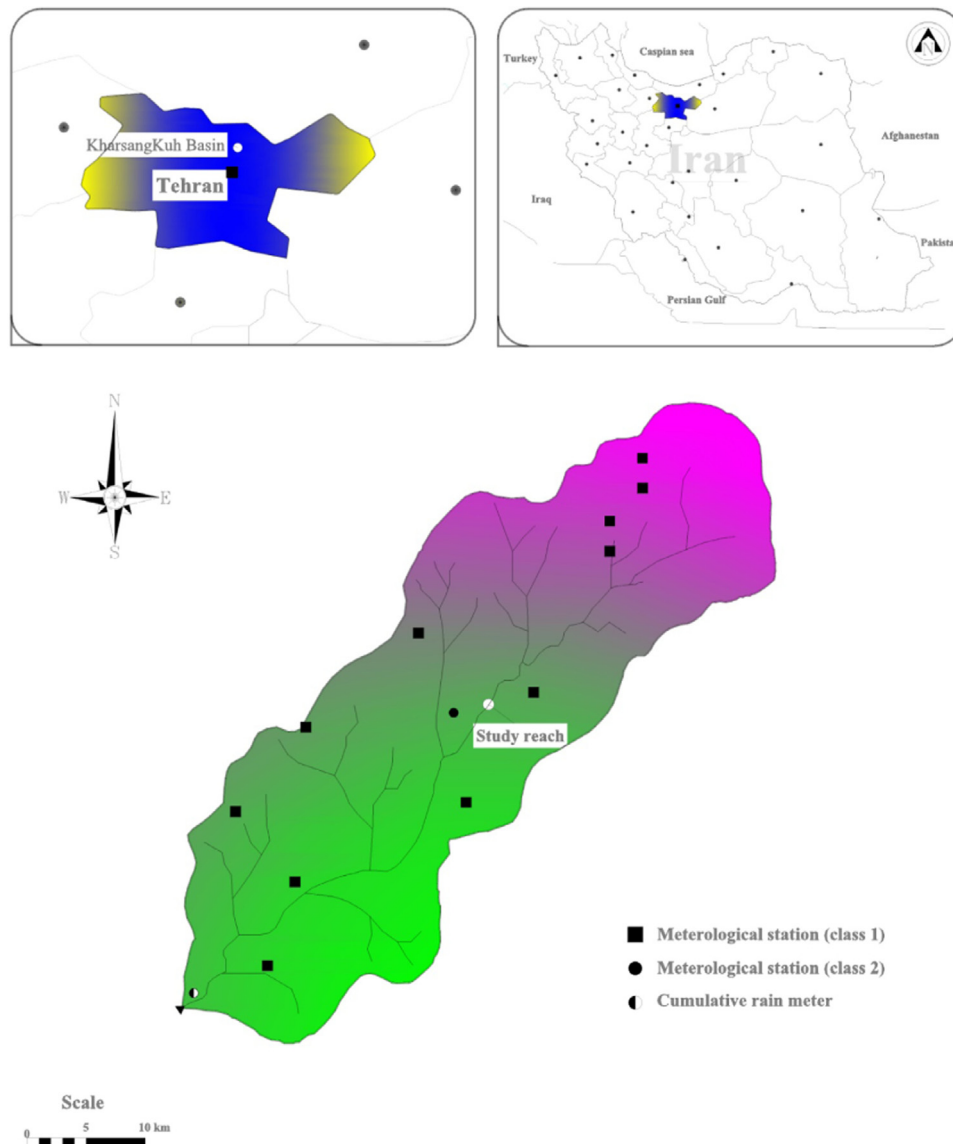 KharsangKuh Basin
Tehran
Turkey
Caspian sea
N
Afghanestan
Iran
Iraq
Pakista
Persian Gulf
N
W
E
S
Study reach
Meterological station (class 1)
Meterological station (class 2)
Cumulative rain meter
Scale
0
5
10 km